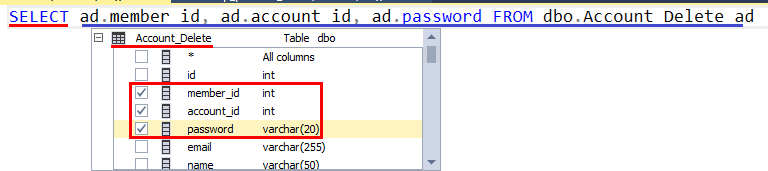 SELECT ad.member_id, ad.account_id, ad.password FROM dbo.Account_Delete ad
Account_Delete Table dbo
* All columns
id int
member_id int
account_id int
password varchar(20)
email varchar(255)
name varchar(50)